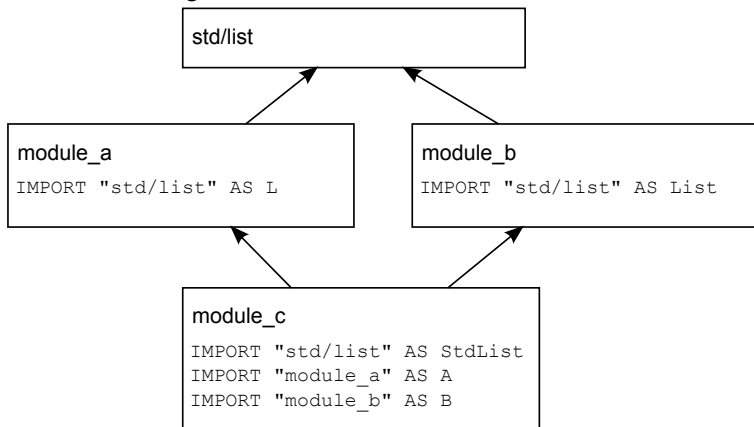 std/list
module_a
IMPORT "std/list" AS L
module_b
IMPORT "std/list" AS List
module_c
IMPORT "std/list" AS StdList
IMPORT "module_a" AS A
IMPORT "module_b" AS B